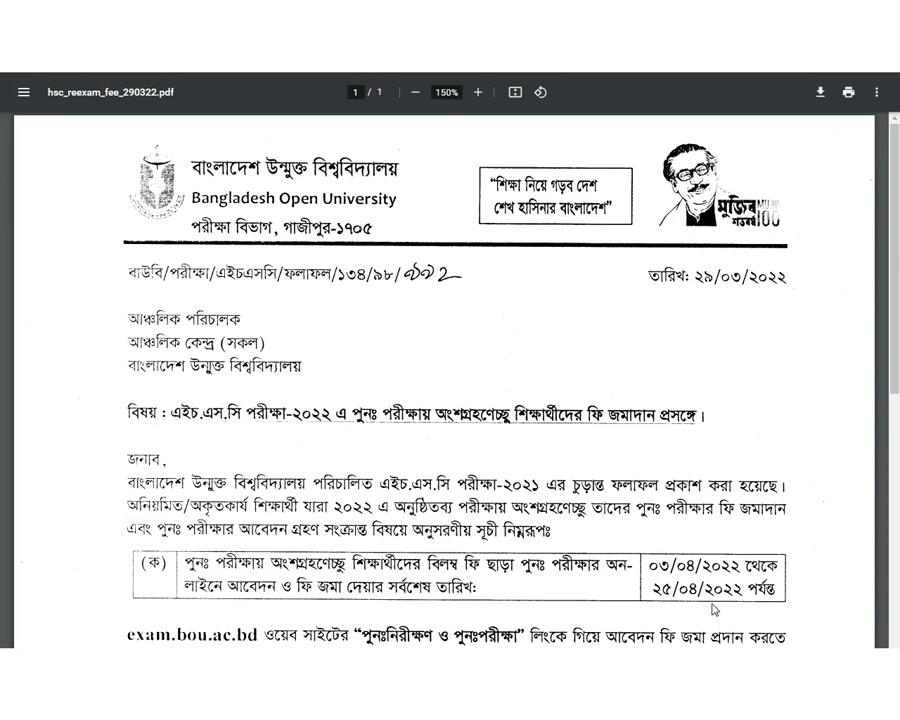 hsc_reexam_fee_290322.pdf
1 / 1
150%
বাংলাদেশ উন্মুক্ত বিশ্ববিদ্যালয়
Bangladesh Open University
পরীক্ষা বিভাগ, গাজীপুর-১৭০৫
“শিক্ষা নিয়ে গড়ব দেশ
শেখ হাসিনার বাংলাদেশ”
মুজিব
শতবর্ষ
100
বাউবি/পরীক্ষা/এইচএসসি/ফলাফল/১৩৪/৯৮/
তারিখ: ২৯/০৩/২০২২
আঞ্চলিক পরিচালক
আঞ্চলিক কেন্দ্র (সকল)
বাংলাদেশ উন্মুক্ত বিশ্ববিদ্যালয়
বিষয় : এইচ.এস.সি পরীক্ষা-২০২২ এ পুনঃ পরীক্ষায় অংশগ্রহণেচ্ছু শিক্ষার্থীদের ফি জমাদান প্রসঙ্গে।
জনাব,
বাংলাদেশ উন্মুক্ত বিশ্ববিদ্যালয় পরিচালিত এইচ.এস.সি পরীক্ষা-২০২১ এর চূড়ান্ত ফলাফল প্রকাশ করা হয়েছে।
অনিয়মিত/অকৃতকার্য শিক্ষার্থী যারা ২০২২ এ অনুষ্ঠিতব্য পরীক্ষায় অংশগ্রহণেচ্ছু তাদের পুনঃ পরীক্ষার ফি জমাদান
এবং পুনঃ পরীক্ষার আবেদন গ্রহণ সংক্রান্ত বিষয়ে অনুসরণীয় সূচী নিম্নরূপঃ
(ক) পুনঃ পরীক্ষায় অংশগ্রহণেচ্ছু শিক্ষার্থীদের বিলম্ব ফি ছাড়া পুনঃ পরীক্ষার অন-
লাইনে আবেদন ও ফি জমা দেয়ার সর্বশেষ তারিখ:
০৩/০৪/২০২২ থেকে
২৫/০৪/২০২২ পর্যন্ত
exam.bou.ac.bd ওয়েব সাইটের “পুনঃনিরীক্ষণ ও পুনঃপরীক্ষা” লিংকে গিয়ে আবেদন ফি জমা প্রদান করতে